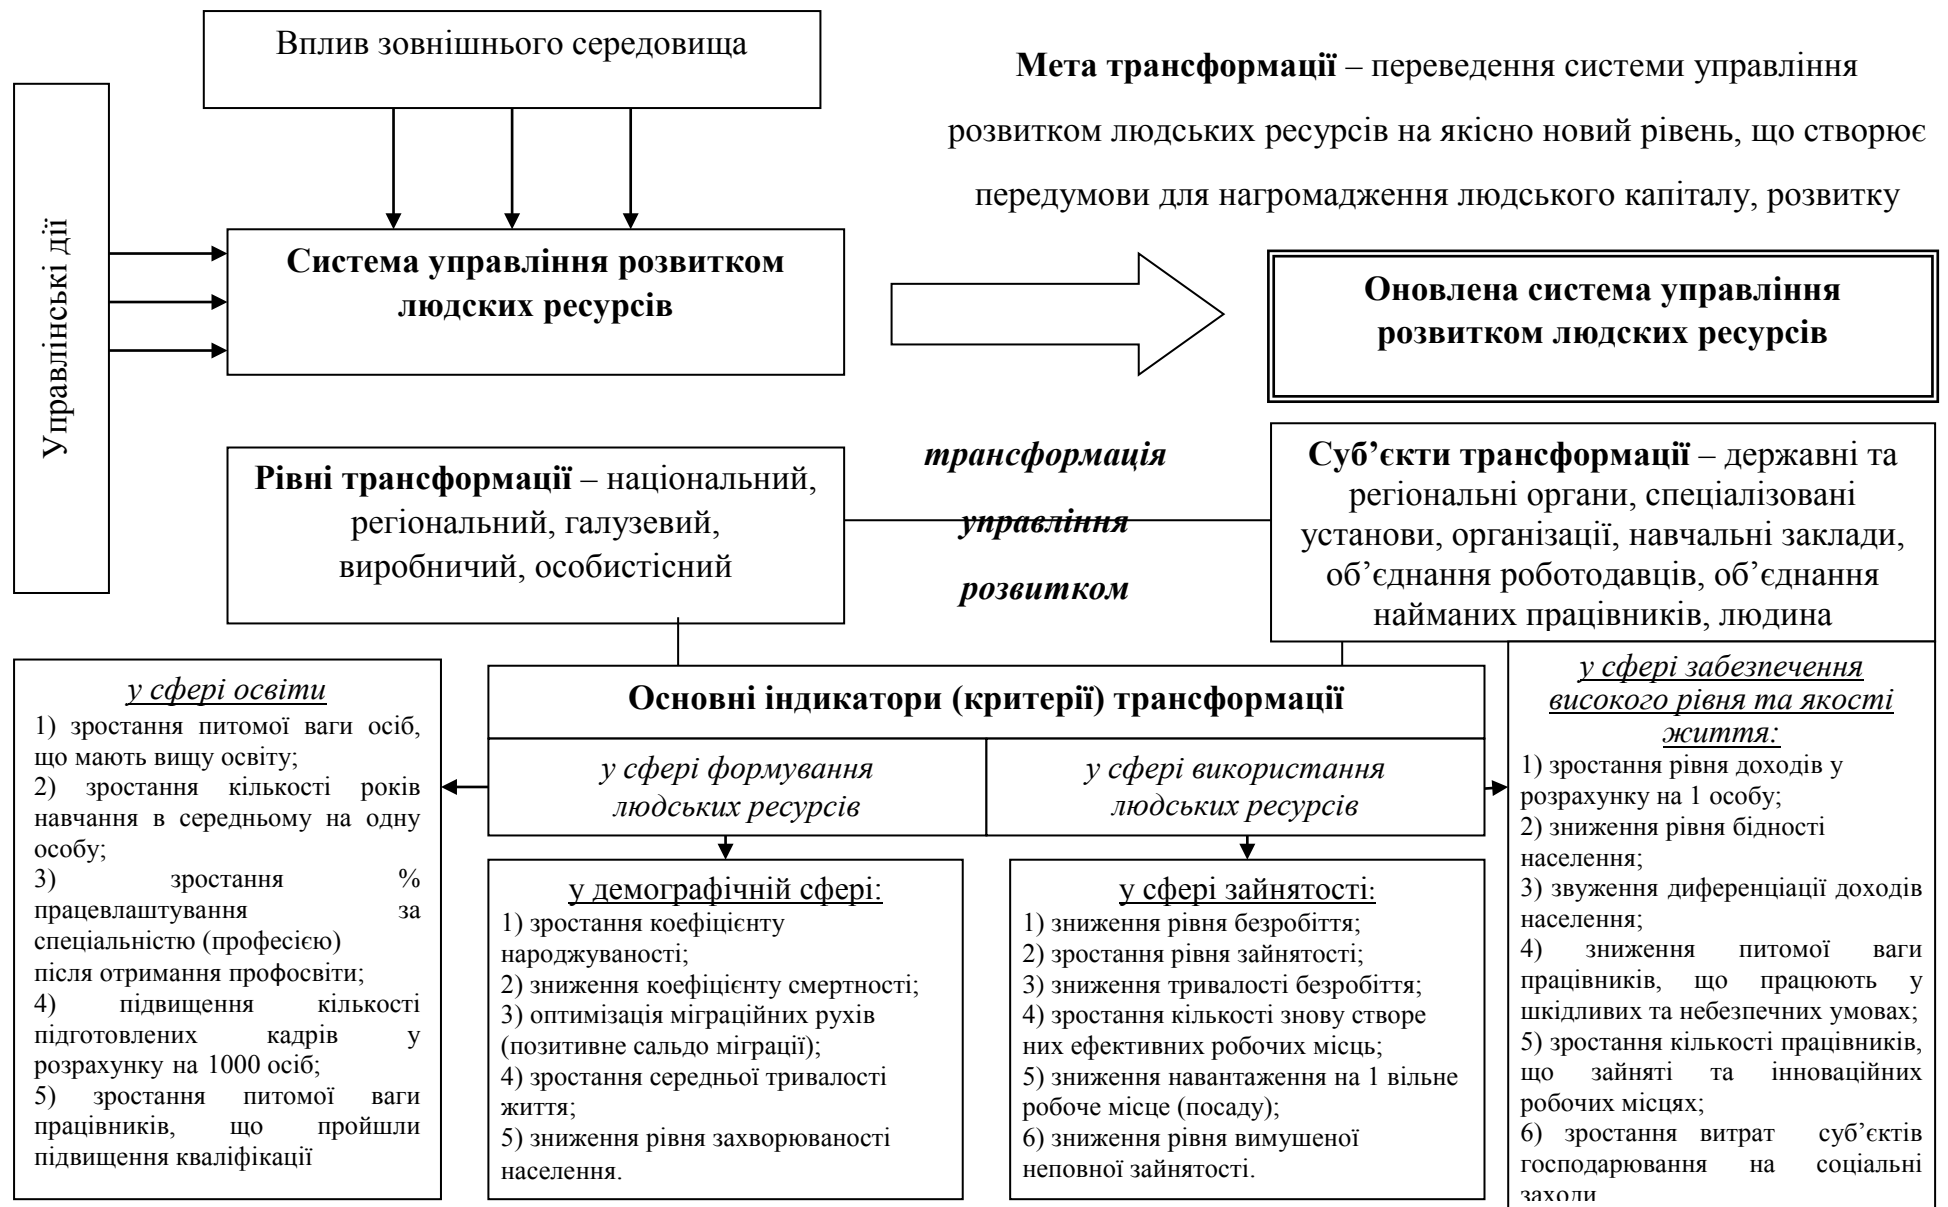 Вплив зовнішнього середовища
Мета трансформації – переведення системи управління
розвитком людських ресурсів на якісно новий рівень, що створює
передумови для нагромадження людського капіталу, розвитку
Управлінські дії
Система управління розвитком
людских ресурсів
Оновлена система управління
розвитком людских ресурсів
Рівні трансформації – національний,
регіональний, галузевий,
виробничий, особистісний
трансформація
управління
розвитком
Суб’єкти трансформації – державні та
регіональні органи, спеціалізовані
установи, організації, навчальні заклади,
об’єднання роботодавців, об’єднання
найманих працівників, людина
у сфері освіти
1) зростання питомої ваги осіб,
що мають вищу освіту;
2) зростання кількості років
навчання в середньому на одну
особу;
3) зростання %
працевлаштування за
спеціальністю (професією)
після отримання профосвіти;
4) підвищення кількості
підготовлених кадрів у
розрахунку на 1000 осіб;
5) зростання питомої ваги
працівників, що пройшли
підвищення кваліфікації
Основні індикатори (критерії) трансформації
у сфері формування
людських ресурсів
у сфері використання
людських ресурсів
у демографічній сфері:
1) зростання коефіцієнту
народжуваності;
2) зниження коефіцієнту смертності;
3) оптимізація міграційних рухів
(позитивне сальдо міграції);
4) зростання середньої тривалості
життя;
5) зниження рівня захворюваності
населення.
у сфері зайнятості:
1) зниження рівня безробіття;
2) зростання рівня зайнятості;
3) зниження тривалості безробіття;
4) зростання кількості знову створе
них ефективних робочих місць;
5) зниження навантаження на 1 вільне
робоче місце (посаду);
6) зниження рівня вимушеної
неповної зайнятості.
у сфері забезпечення
високого рівня та якості
життя:
1) зростання рівня доходів у
розрахунку на 1 особу;
2) зниження рівня бідності
населення;
3) звуження диференціації доходів
населення;
4) зниження питомої ваги
працівників, що працюють у
шкідливих та небезпечних умовах;
5) зростання кількості працівників,
що зайняті та інноваційних
робочих місцях;
6) зростання витрат суб’єктів
господарювання на соціальні
заходи